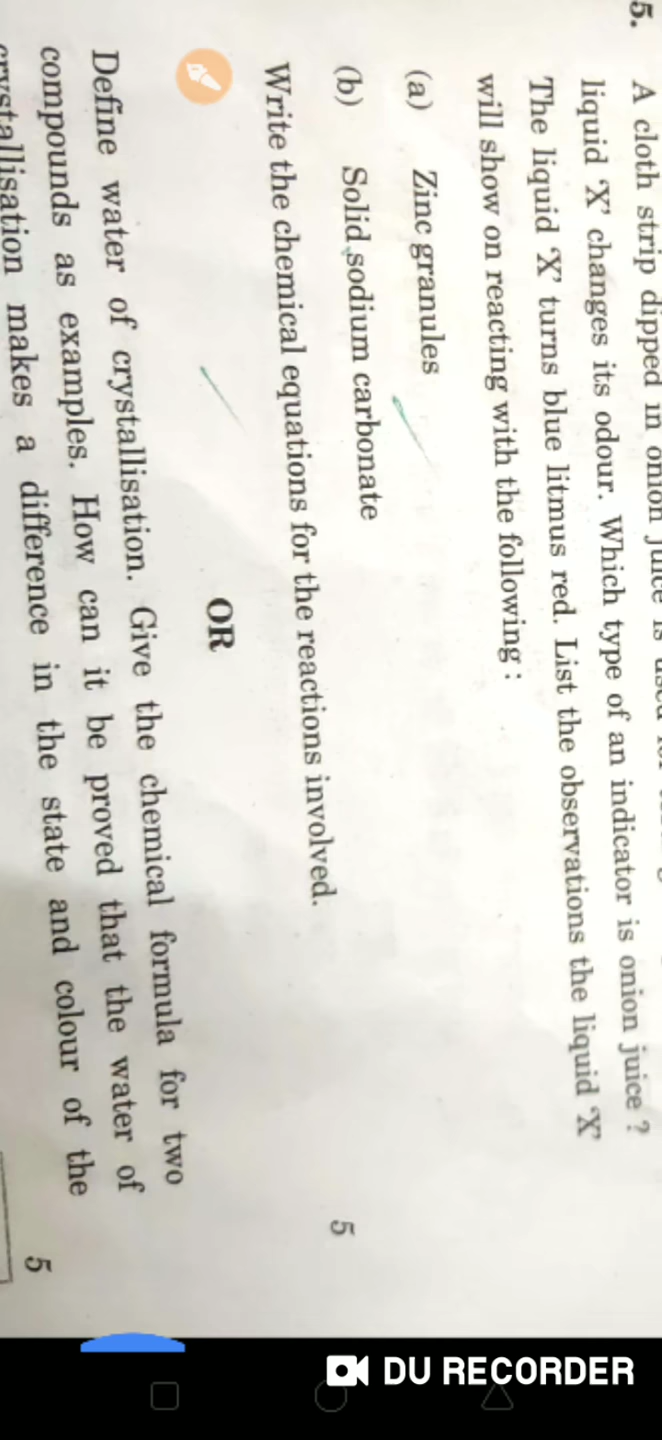 5. A cloth strip dipped in onion juice is used for
liquid 'X' changes its odour. Which type of an indicator is onion juice ?
The liquid 'X' turns blue litmus red. List the observations the liquid 'X'
will show on reacting with the following :
(a) Zinc granules
(b) Solid sodium carbonate
Write the chemical equations for the reactions involved. 5
OR
Define water of crystallisation. Give the chemical formula for two
compounds as examples. How can it be proved that the water of
crystallisation makes a difference in the state and colour of the
5
DU RECORDER